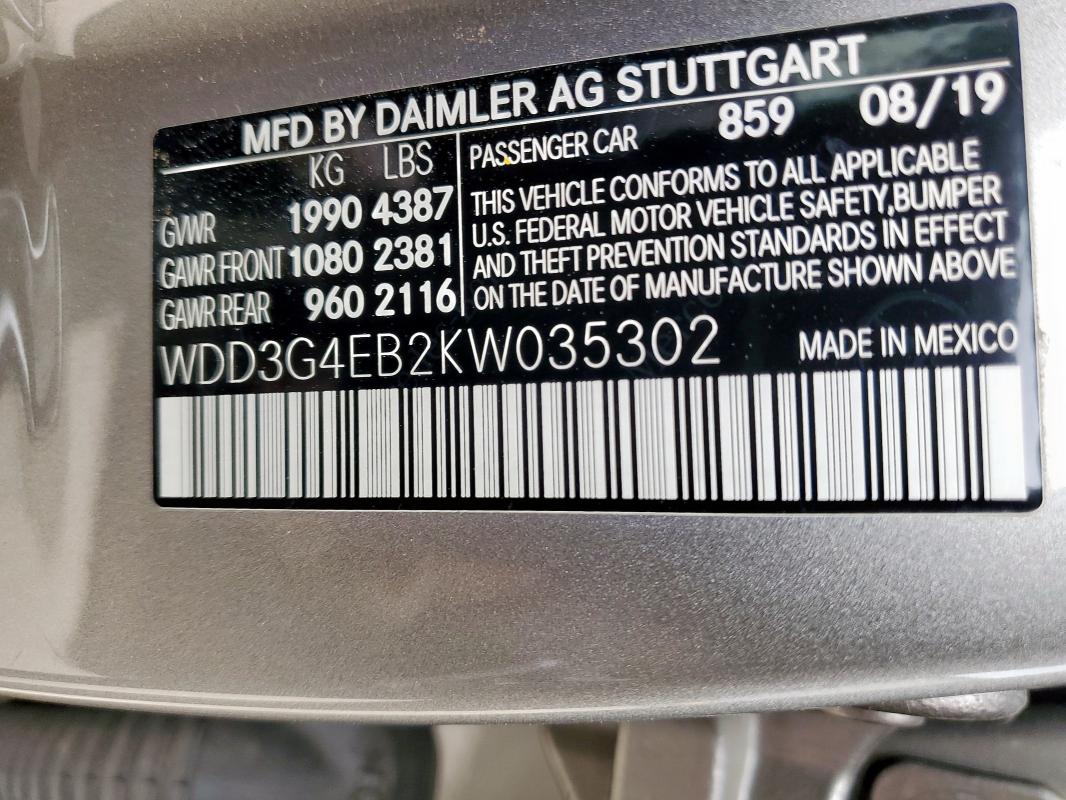 MFD BY DAIMLER AG STUTTGART
KG LBS
GVWR 1990 4387
GAWR FRONT 1080 2381
GAWR REAR 960 2116
PASSENGER CAR 859 08/19
THIS VEHICLE CONFORMS TO ALL APPLICABLE
U.S. FEDERAL MOTOR VEHICLE SAFETY,BUMPER
AND THEFT PREVENTION STANDARDS IN EFFECT
ON THE DATE OF MANUFACTURE SHOWN ABOVE
WDD3G4EB2KW035302 MADE IN MEXICO